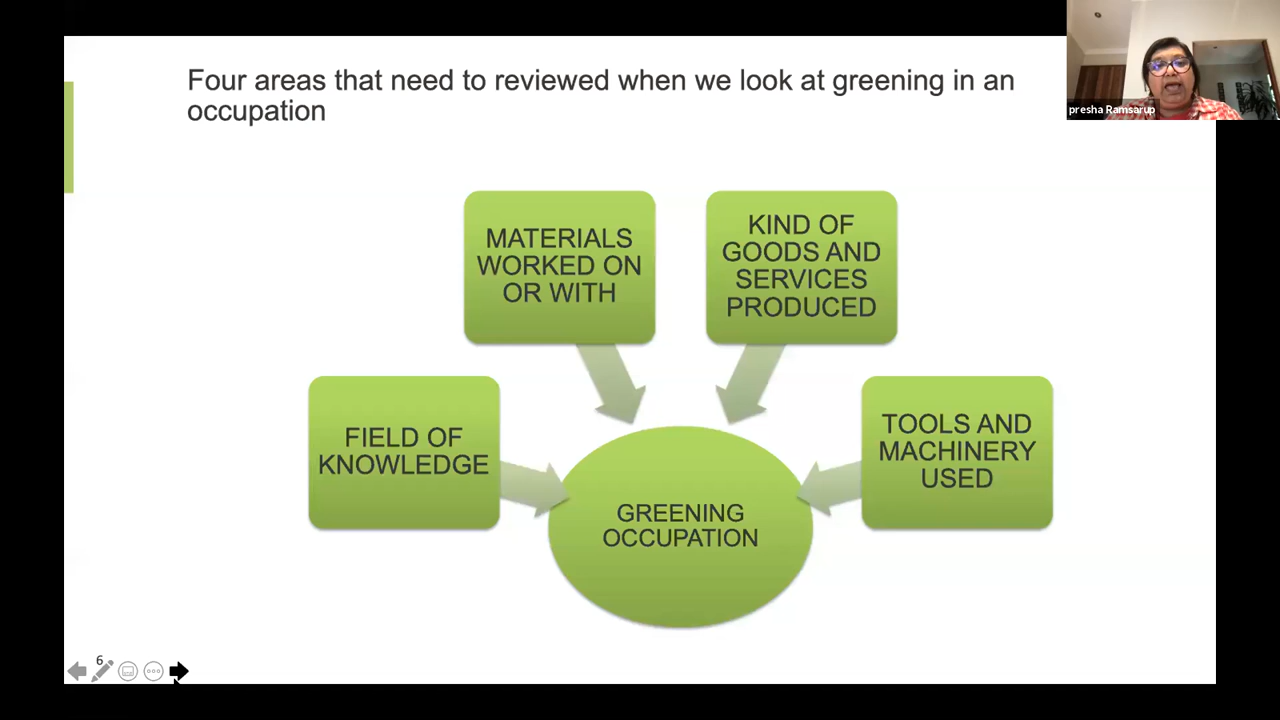 Four areas that need to reviewed when we look at greening in an
occupation
presha Ramsarup
MATERIALS
WORKED ON
OR WITH
KIND OF
GOODS AND
SERVICES
PRODUCED
FIELD OF
KNOWLEDGE
TOOLS AND
MACHINERY
USED
GREENING
OCCUPATION
6